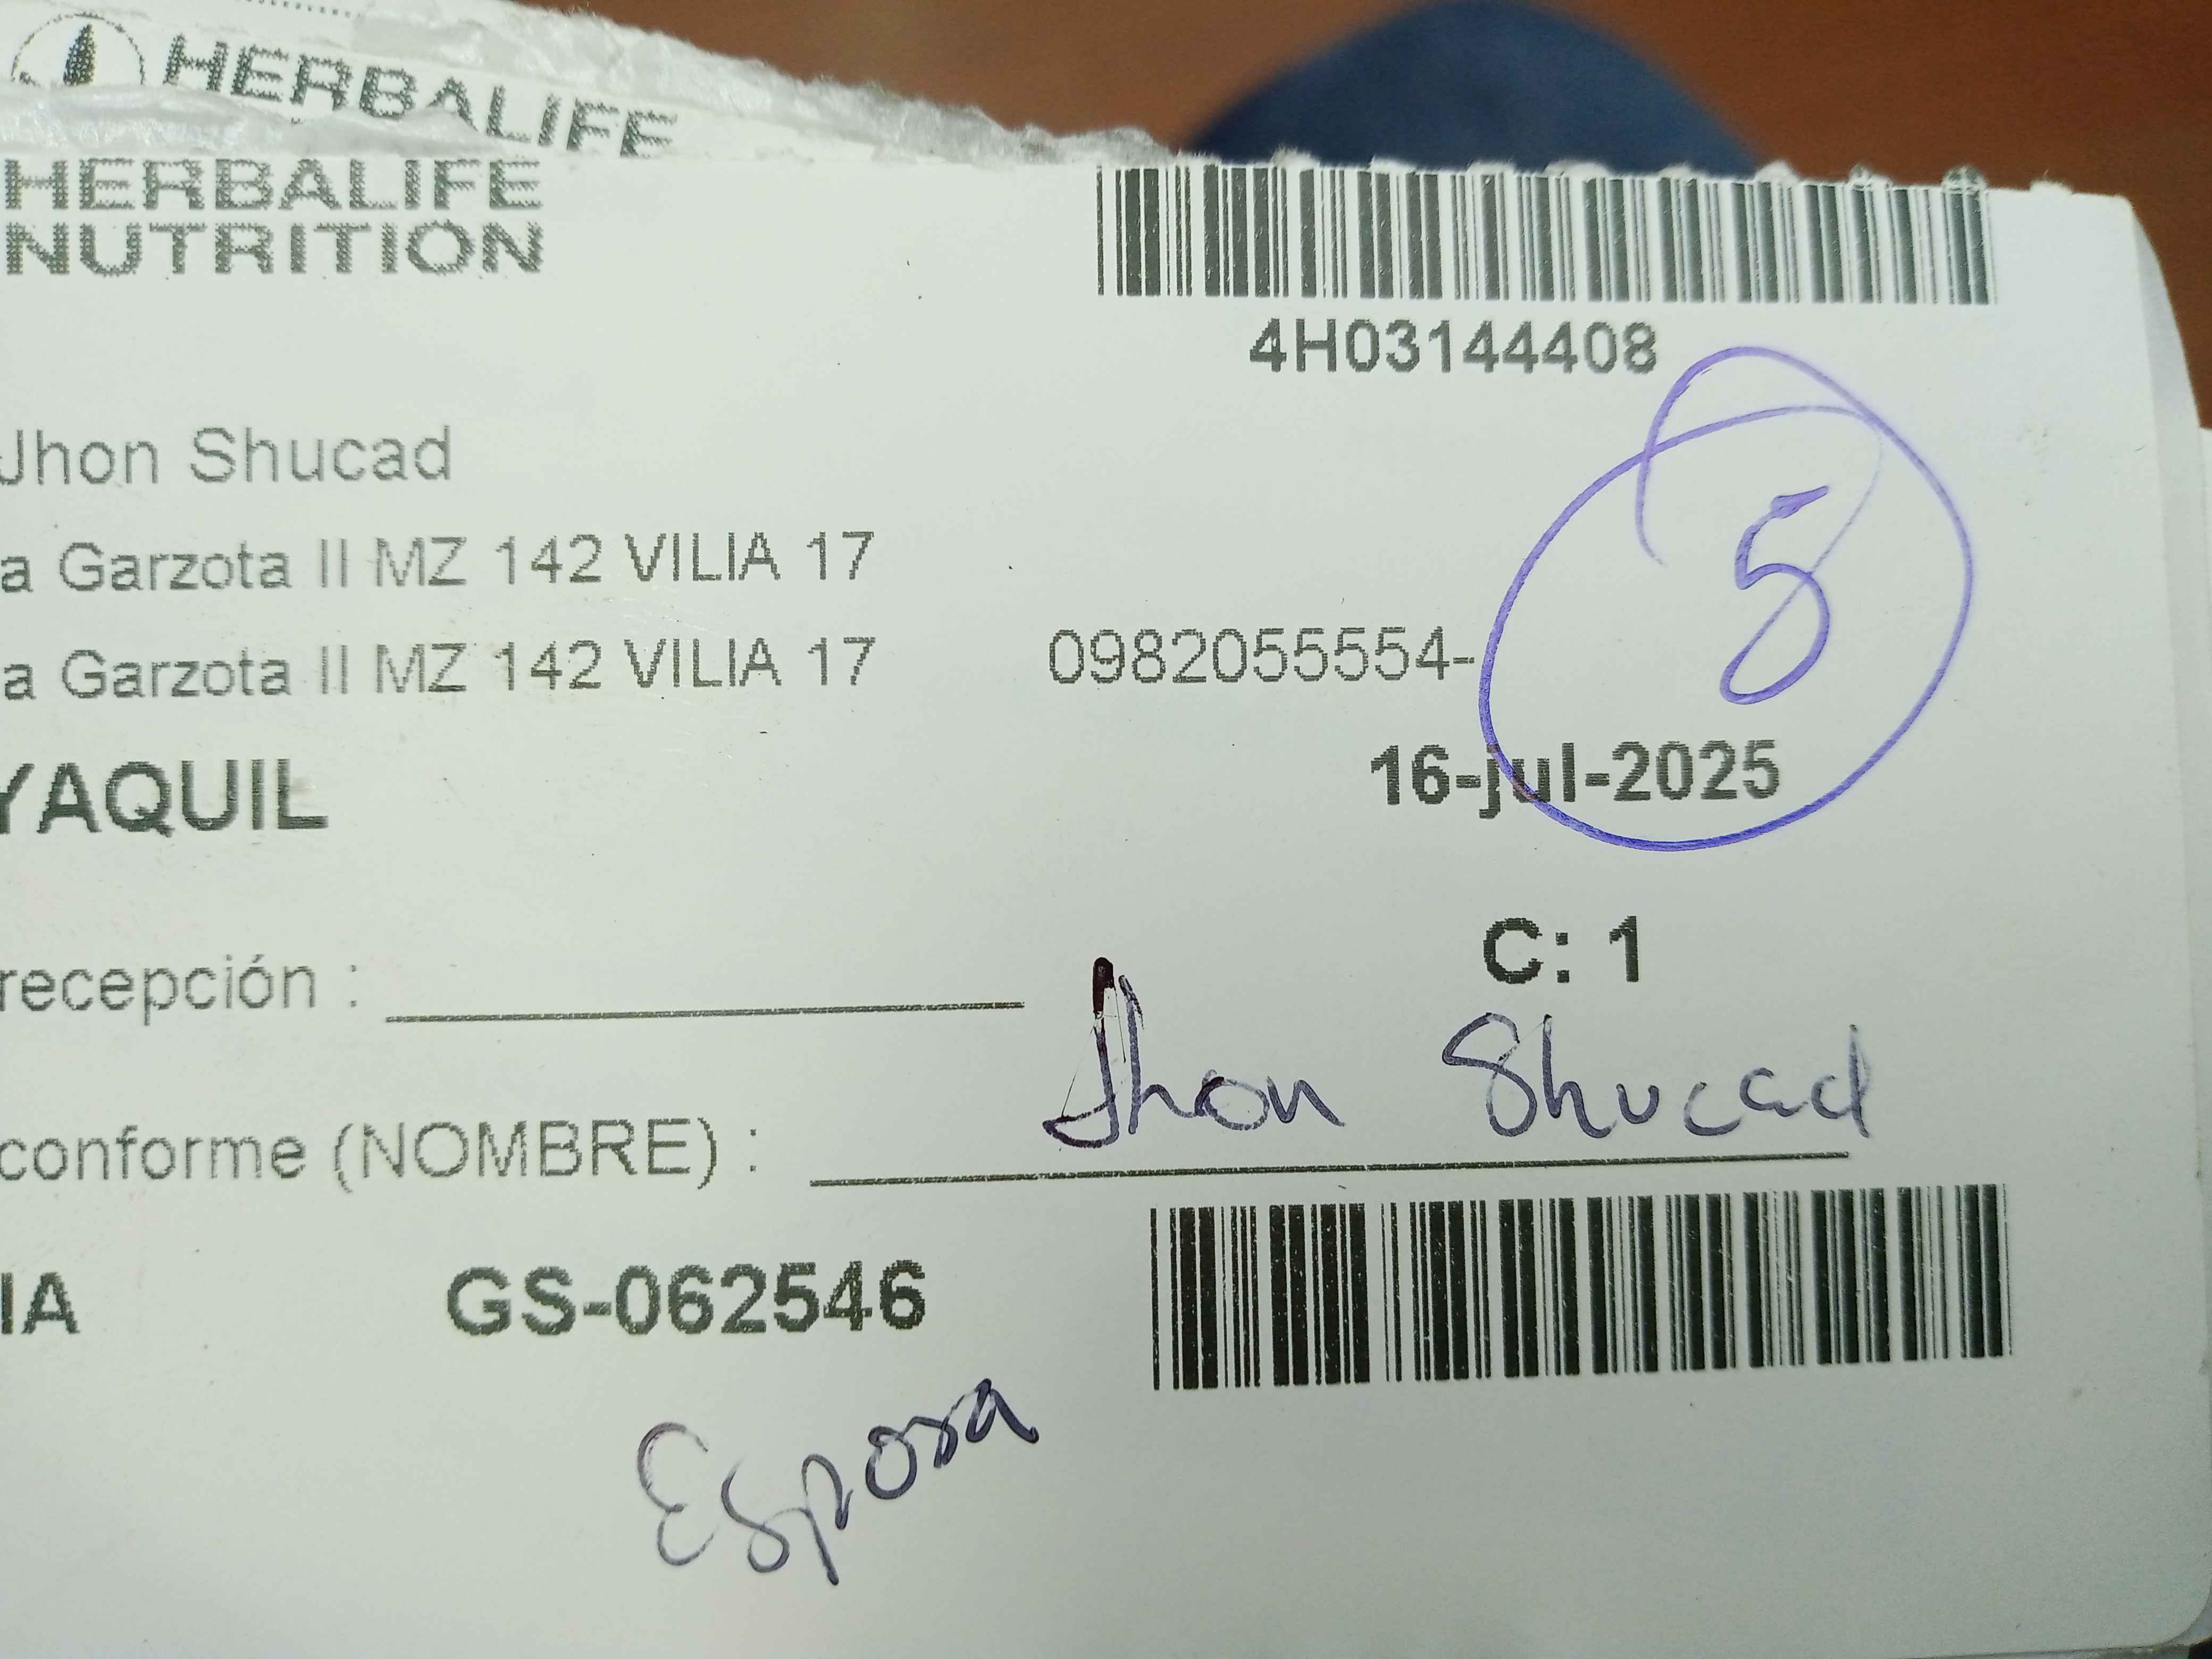 HERBALIFE
HERBALIFE
NUTRITION
4H03144408
Jhon Shucad
a Garzota II MZ 142 VILIA 17
5
a Garzota II MZ 142 VILIA 17 0982055554-
YAQUIL 16-jul-2025
C: 1
recepción :
Jhon Shucad
conforme (NOMBRE) :
IA GS-062546
Esposa